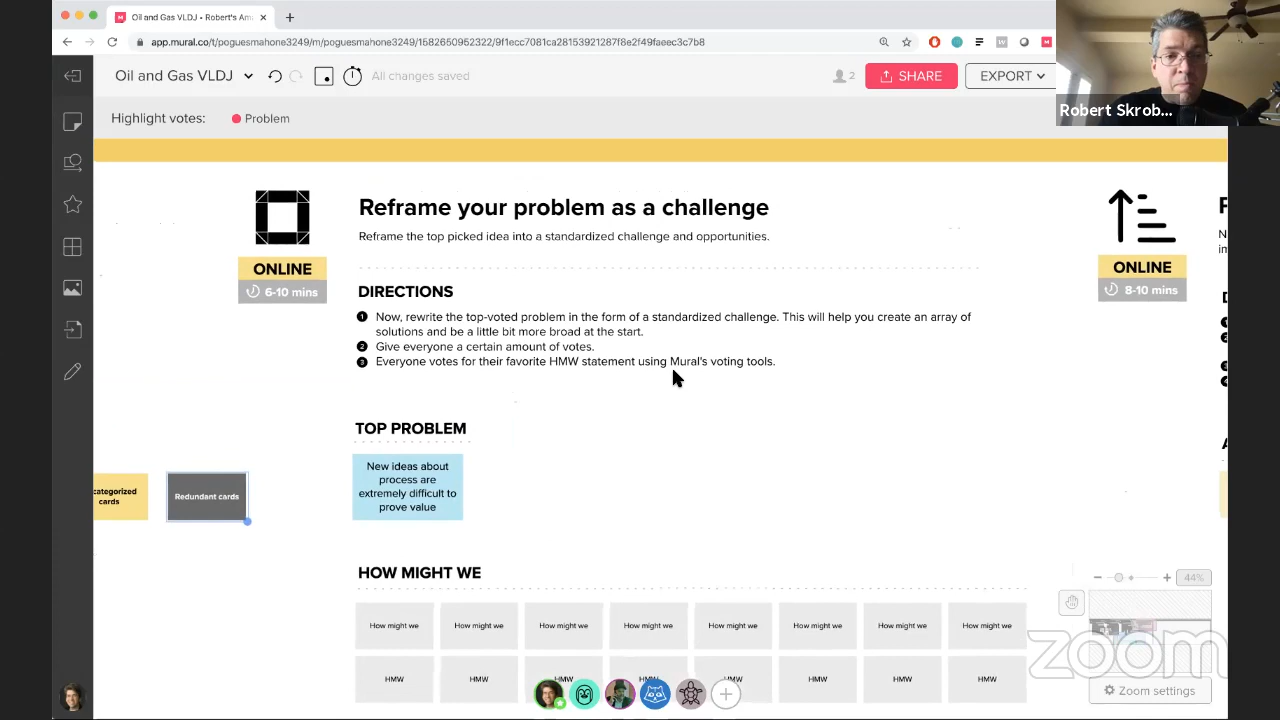 Oil and Gas VLDJ • Robert's Am
app.mural.co/t/poguesmahone3249/m/poguesmahone3249/1582650952322/9f1ecc7081ca28153921287f8e2f49faeec3c7b8
Oil and Gas VLDJ
All changes saved
2
SHARE
EXPORT
Robert Skrob...
Highlight votes:
Problem
Reframe your problem as a challenge
Reframe the top picked idea into a standardized challenge and opportunities.
ONLINE
6-10 mins
DIRECTIONS
1 Now, rewrite the top-voted problem in the form of a standardized challenge. This will help you create an array of
solutions and be a little bit more broad at the start.
2 Give everyone a certain amount of votes.
3 Everyone votes for their favorite HMW statement using Mural's voting tools.
ONLINE
8-10 mins
TOP PROBLEM
New ideas about
process are
extremely difficult to
prove value
categorized
cards
Redundant cards
HOW MIGHT WE
How might we How might we How might we How might we How might we How might we How might we How might we
HMW HMW HMW HMW HMW HMW HMW
44%
zoom
Zoom settings